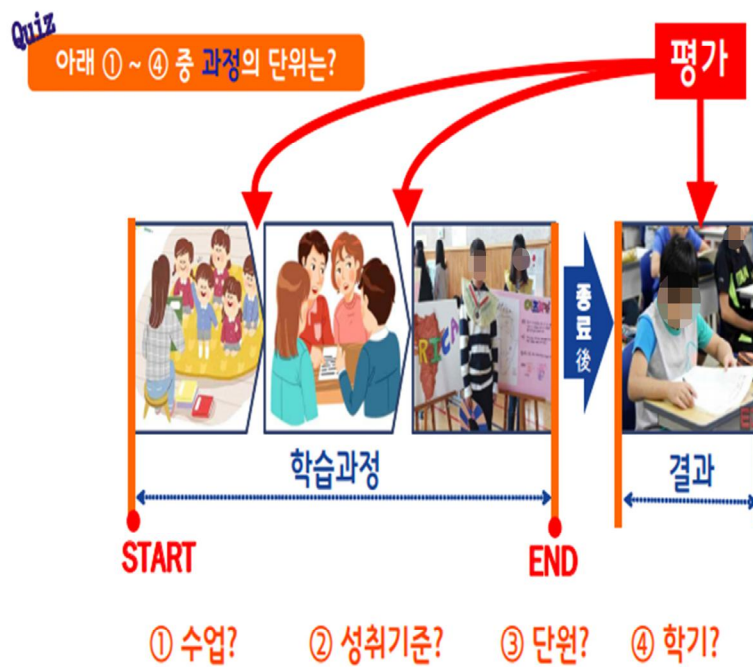 Quiz
아래 ① ~ ④ 중 과정의 단위는?
평가
종료 後
학습과정
결과
START
END
① 수업? ② 성취기준? ③ 단원? ④ 학기?